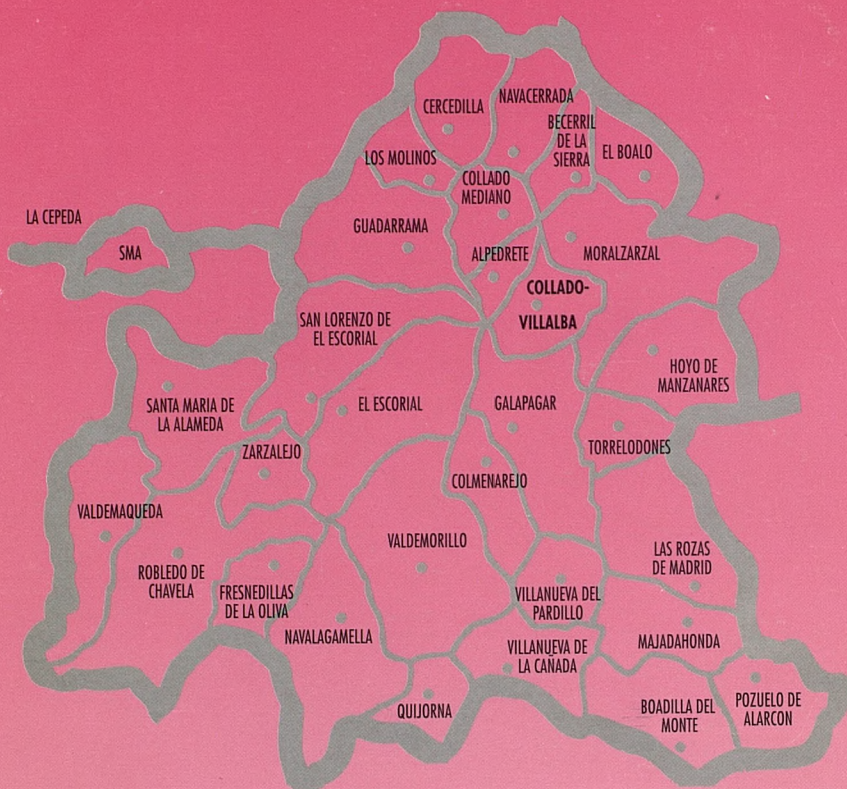 CERCEDILLA
NAVACERRADA
BECERRIL
DE LA
SIERRA
EL BOALO
LOS MOLINOS
COLLADO
MEDIANO
LA CEPEDA
SMA
GUADARRAMA
ALPEDRETE
MORALZARZAL
COLLADO-
VILLALBA
SAN LORENZO DE
EL ESCORIAL
HOYO DE
MANZANARES
SANTA MARIA DE
LA ALAMEDA
EL ESCORIAL
GALAPAGAR
TORRELODONES
ZARZALEJO
COLMENAREJO
VALDEMAQUEDA
VALDEMORILLO
LAS ROZAS
DE MADRID
ROBLEDO DE
CHAVELA
FRESNEDILLAS
DE LA OLIVA
VILLANUEVA DEL
PARDILLO
NAVALAGAMELLA
VILLANUEVA DE
LA CAÑADA
MAJADAHONDA
QUIJORNA
BOADILLA DEL
MONTE
POZUELO DE
ALARCON